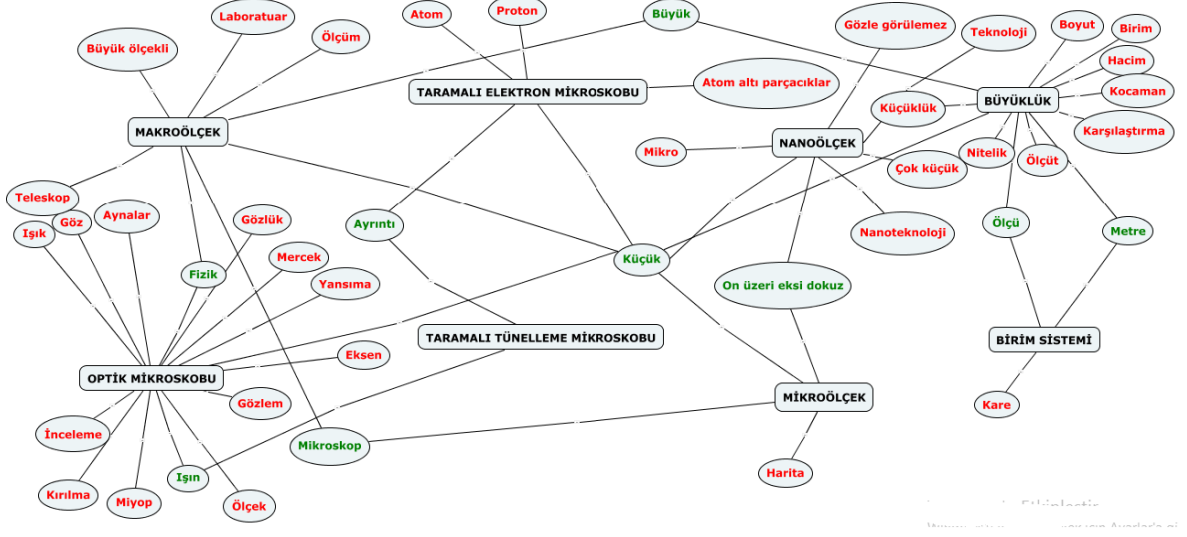 Laboratuar
Atom
Proton
Büyük
Gözle görülemez
Teknoloji
Boyut
Birim
Büyük ölçekli
Ölçüm
Hacim
TARAMALI ELEKTRON MİKROSKOBU
Atom altı parçacıklar
Küçüklük
BÜYÜKLÜK
Kocaman
MAKROÖLÇEK
NANOÖLÇEK
Karşılaştırma
Mikro
Çok küçük
Nitelik
Ölçüt
Teleskop
Göz
Aynalar
Gözlük
Işık
Ayrıntı
Nanoteknoloji
Ölçü
Metre
Mercek
Fizik
Küçük
Yansıma
On üzeri eksi dokuz
TARAMALI TÜNELLEME MİKROSKOBU
BİRİM SİSTEMİ
Eksen
OPTİK MİKROSKOBU
MİKROÖLÇEK
Gözlem
Kare
İnceleme
Mikroskop
Harita
Işın
Kırılma
Miyop
Ölçek